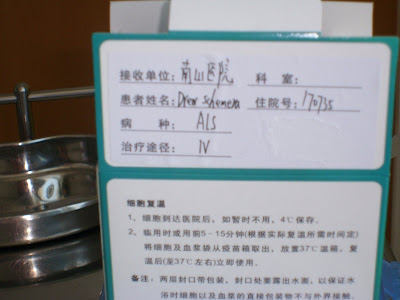 接收单位: 南山医院 科 室:
患者姓名: Drew 住院号: 170735
病 种: ALS
治疗途径: IV
细胞复温
1、细胞到达医院后，如暂时不用，4℃保存.
2、临用时或用前5-15分钟(根据实际复温所需时间定)
将细胞及血浆袋从疫苗箱取出，放置37℃温箱，复
温后(至37℃左右)立即使用.
备注: 两层封口带包装，封口处要露出水面，以保证水
浴时细胞以及血浆的直接包装物不与外界接触.